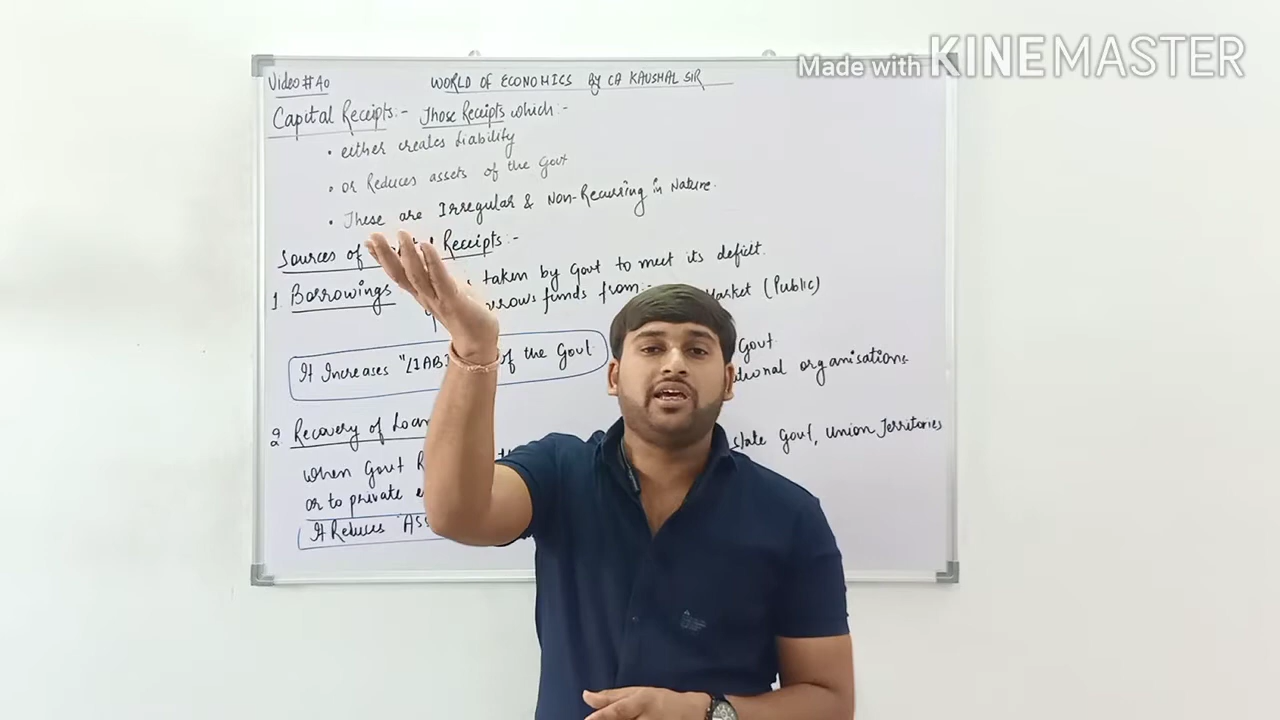 Made with KINEMASTER
Video#40 WORLD OF ECONOMICS By CA KAUSHAL SIR
Capital Receipts:- Those Receipts which:-
• either creates Liability
• or Reduces assets of the Govt
• These are Irregular & Non-Recurring in Nature.
Sources of Receipts:-
1. Borrowings taken by Govt to meet its deficit.
funds from:- Market (Public)
It Increases "LIAB of the Govt.
Govt
organisations
2 Recovery of Loan
State Govt, Union Territories
when Govt
or to private
It Reduces "ASS